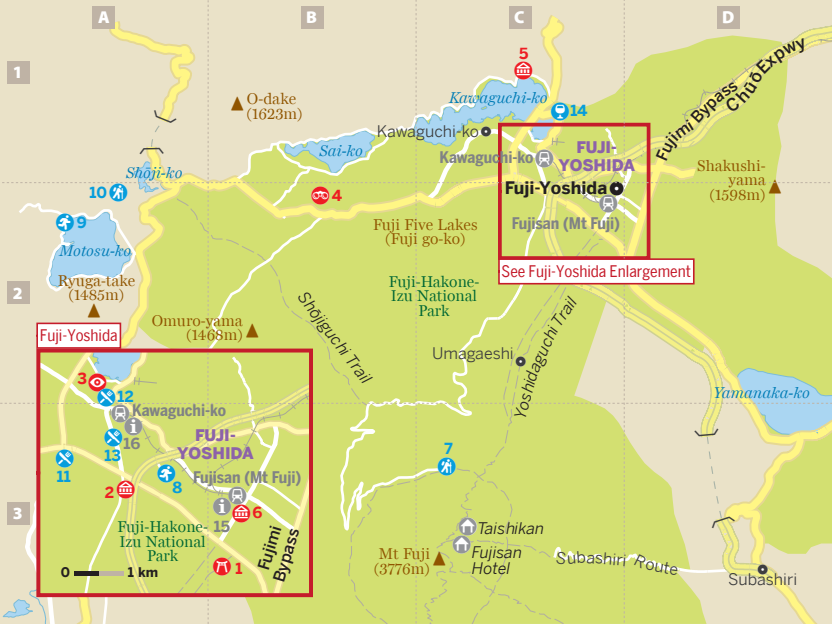 A
B
C
D
1
2
3
5
O-dake
(1623m)
Kawaguchi-ko
14
Chūō Expwy
Fujimi Bypass
Kawaguchi-ko
Sai-ko
Kawaguchi-ko
FUJI-
YOSHIDA
Shōji-ko
Shakushi-
yama
(1598m)
10
4
Fuji-Yoshida
9
Fuji Five Lakes
(Fuji go-ko)
Fujisan (Mt Fuji)
Motosu-ko
See Fuji-Yoshida Enlargement
Ryuga-take
(1485m)
Fuji-Hakone-
Izu National
Park
Shōjiguchi Trail
Omuro-yama
(1468m)
Fuji-Yoshida
Umagaeshi
Yoshidaguchi Trail
Yamanaka-ko
3
12
Kawaguchi-ko
16
13
FUJI-
YOSHIDA
11
8
Fujisan (Mt Fuji)
2
15
6
Fuji-Hakone-
Izu National
Park
Fujimi
Bypass
0
1 km
1
7
Taishikan
Fujisan
Hotel
Mt Fuji
(3776m)
Subashiri Route
Subashiri